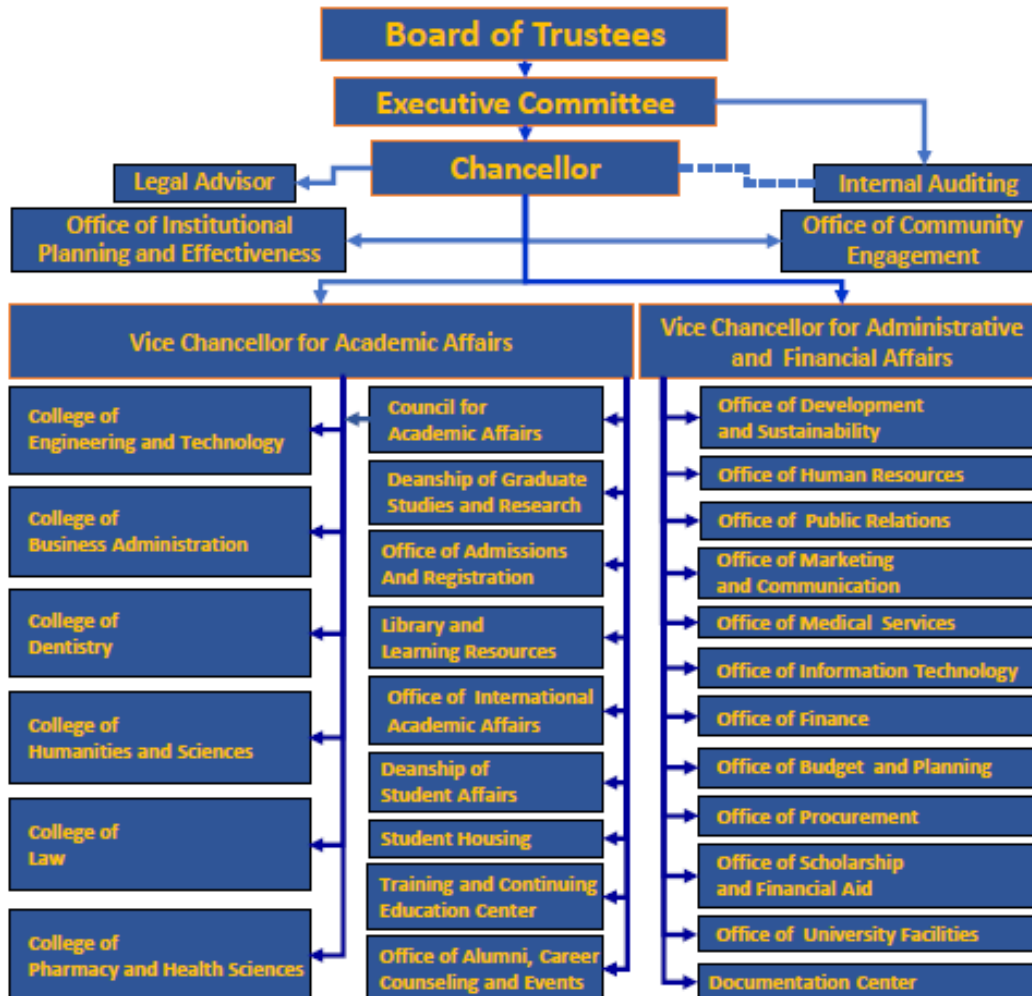 Board of Trustees
Executive Committee
Chancellor
Legal Advisor
Internal Auditing
Office of Institutional
Planning and Effectiveness
Office of Community
Engagement
Vice Chancellor for Academic Affairs
Vice Chancellor for Administrative
and Financial Affairs
College of
Engineering and Technology
College of
Business Administration
College of
Dentistry
College of
Humanities and Sciences
College of
Law
College of
Pharmacy and Health Sciences
Council for
Academic Affairs
Deanship of Graduate
Studies and Research
Office of Admissions
And Registration
Library and
Learning Resources
Office of International
Academic Affairs
Deanship of
Student Affairs
Student Housing
Training and Continuing
Education Center
Office of Alumni, Career
Counseling and Events
Office of Development
and Sustainability
Office of Human Resources
Office of Public Relations
Office of Marketing
and Communication
Office of Medical Services
Office of Information Technology
Office of Finance
Office of Budget and Planning
Office of Procurement
Office of Scholarship
and Financial Aid
Office of University Facilities
Documentation Center